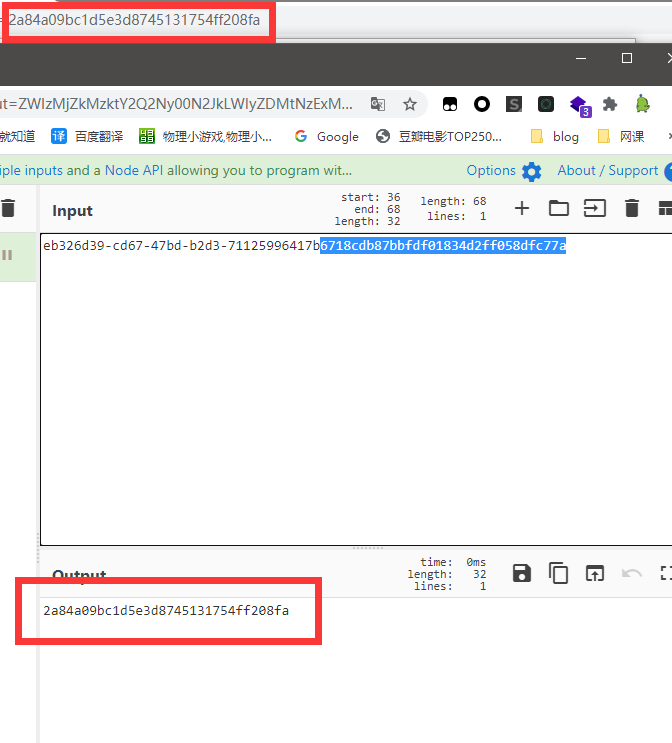 2a84a09bc1d5e3d8745131754ff208fa
ut=ZWIzMjZkMzktY2Q2Ny00N2JkLWIyZDMtNzExM...
3
就知道 译 百度翻译 物理小游戏,物理小... Google 豆瓣电影TOP250... blog 网课
iple inputs and a Node API allowing you to program wit... Options About / Support
Input
start: 36
end: 68
length: 32
length: 68
lines: 1
eb326d39-cd67-47bd-b2d3-71125996417b6718cdb87bbfdf01834d2ff058dfc77a
Output
time: 0ms
length: 32
lines: 1
2a84a09bc1d5e3d8745131754ff208fa